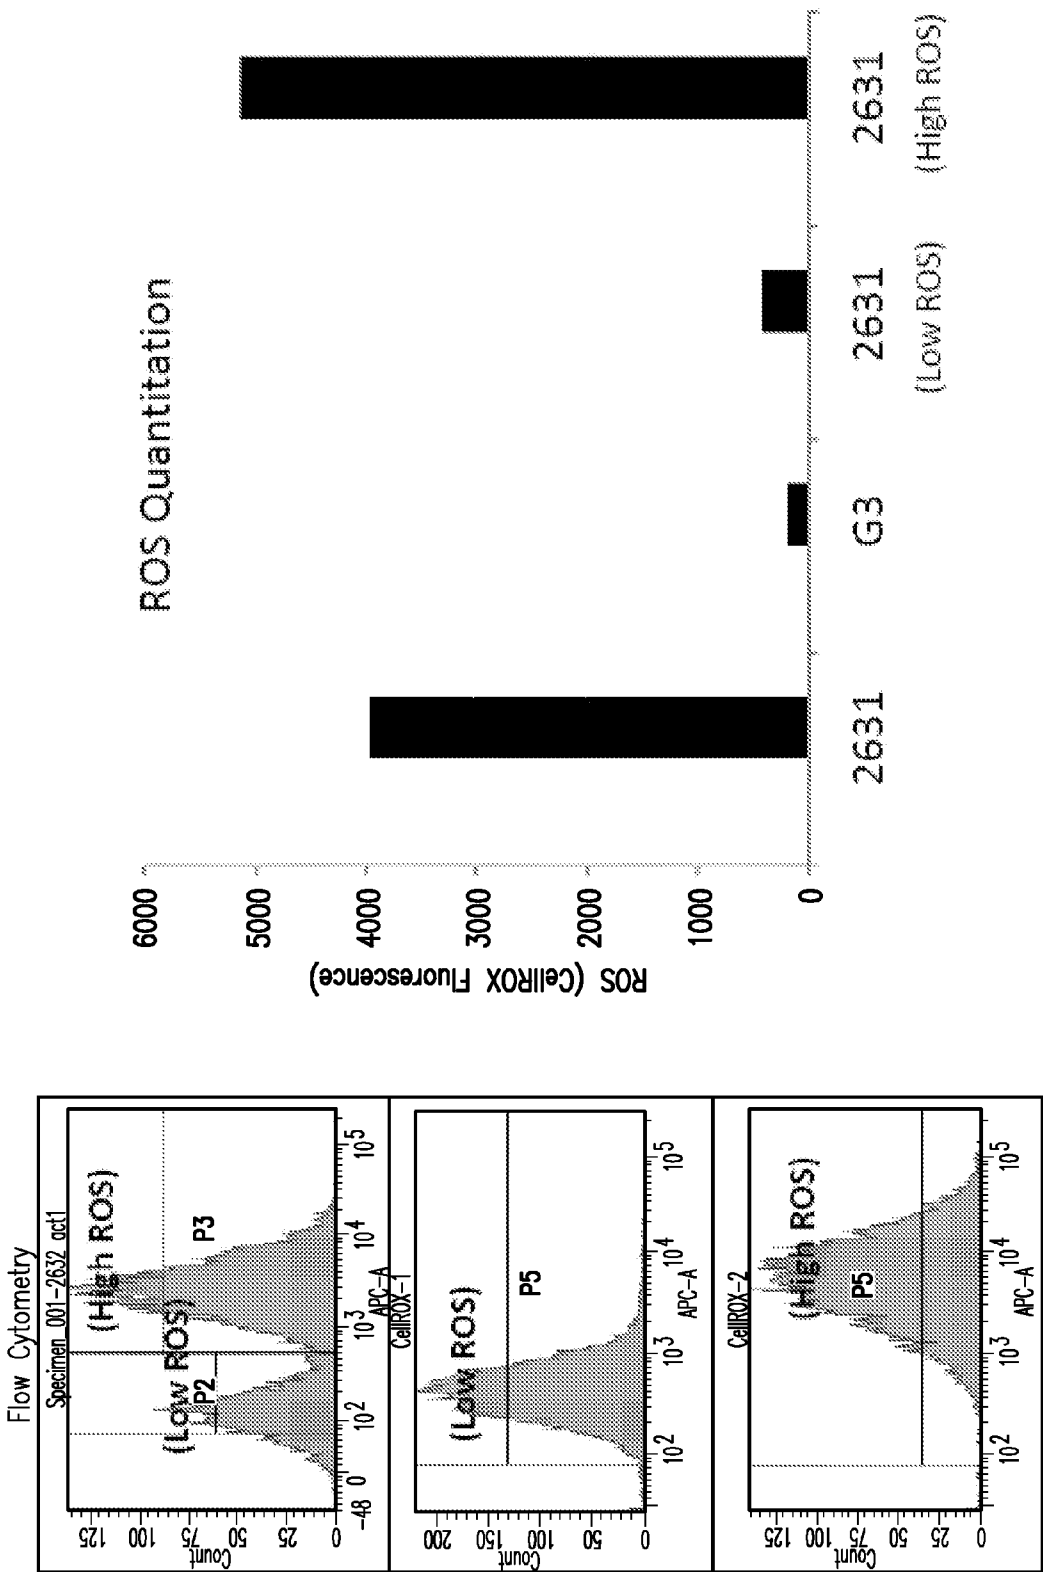 Flow Cytometry
Specimen_001-2632 act1
Count
125
100
75
50
25
0
(High ROS)
(Low ROS)
P2
P3
-48 0 10^2 10^3 10^4 10^5
APC-A
CellROX-1
Count
200
150
100
50
0
(Low ROS)
P5
10^2 10^3 10^4 10^5
APC-A
CellROX-2
Count
125
100
75
50
25
0
(High ROS)
P5
10^2 10^3 10^4 10^5
APC-A
ROS Quantitation
ROS (CellROX Fluorescence)
6000
5000
4000
3000
2000
1000
0
2631 G3 2631 2631
(Low ROS) (High ROS)